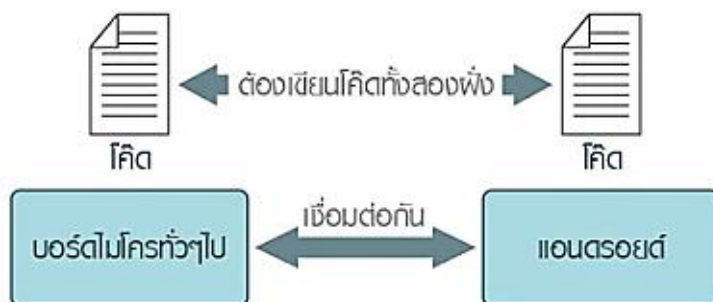 ต้องเขียนโค๊ดทั้งสองฝั่ง
โค๊ด
โค๊ด
เชื่อมต่อกัน
บอร์ดไมโครทั่วๆไป
แอนดรอยด์